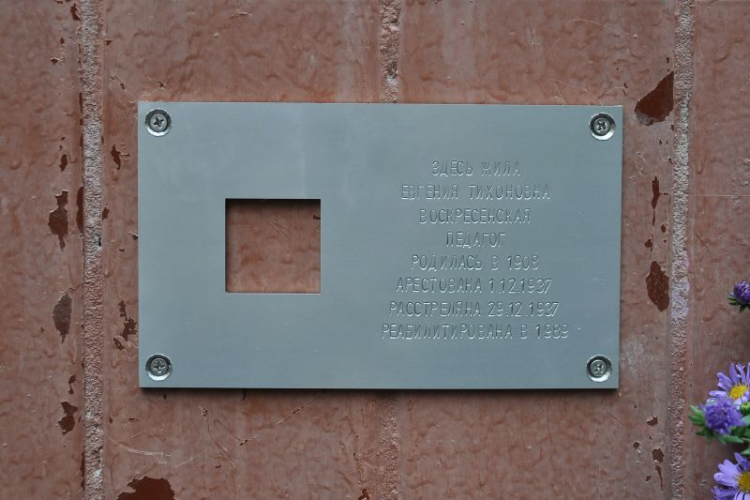 ЗДЕСЬ ЖИЛА
ЕВГЕНИЯ ТИХОНОВНА
ВОСКРЕСЕНСКАЯ
ПЕДАГОГ
РОДИЛАСЬ В 1908
АРЕСТОВАНА 1.12.1937
РАССТРЕЛЯНА 29.12.1937
РЕАБИЛИТИРОВАНА В 1989